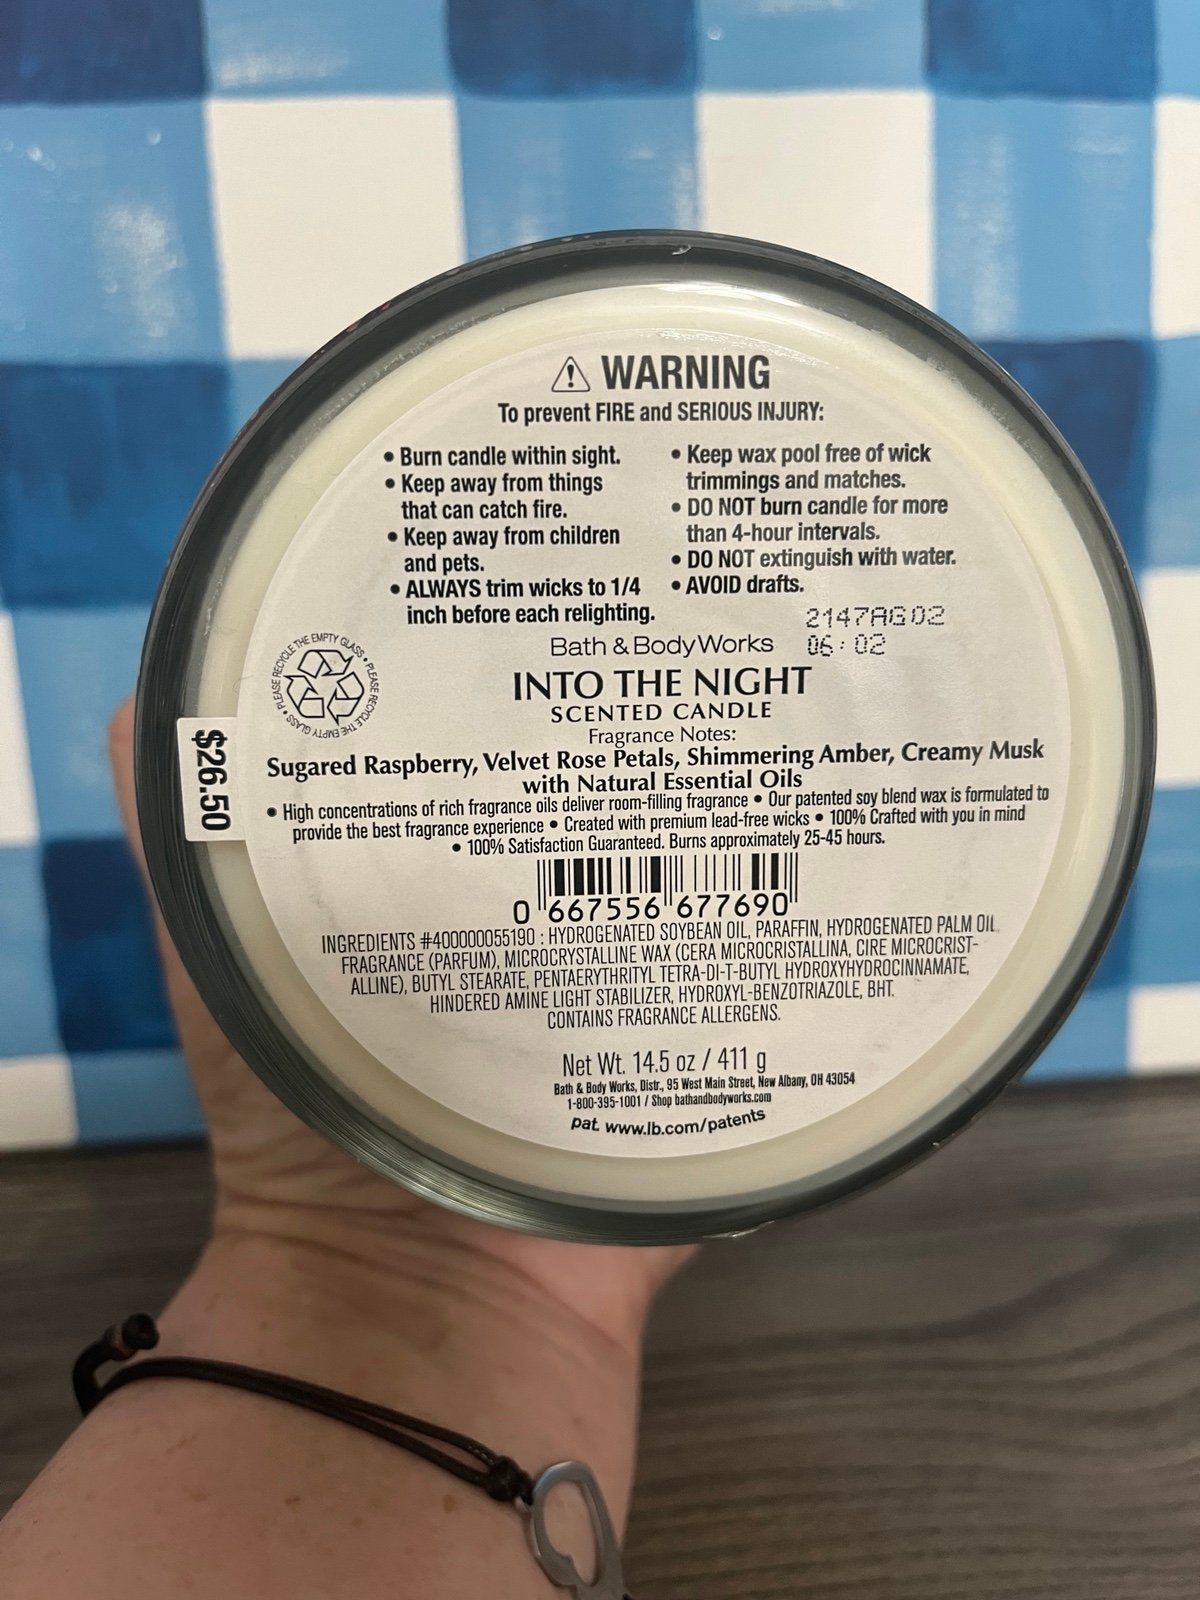 WARNING
To prevent FIRE and SERIOUS INJURY:
• Burn candle within sight.
• Keep away from things
that can catch fire.
• Keep away from children
and pets.
• ALWAYS trim wicks to 1/4
inch before each relighting.
• Keep wax pool free of wick
trimmings and matches.
• DO NOT burn candle for more
than 4-hour intervals.
• DO NOT extinguish with water.
• AVOID drafts.
2147AG02
06:02
PLEASE RECYCLE THE EMPTY GLASS • PLEASE RECYCLE THE EMPTY GLASS •
Bath & Body Works
INTO THE NIGHT
SCENTED CANDLE
Fragrance Notes:
Sugared Raspberry, Velvet Rose Petals, Shimmering Amber, Creamy Musk
with Natural Essential Oils
• High concentrations of rich fragrance oils deliver room-filling fragrance • Our patented soy blend wax is formulated to
provide the best fragrance experience • Created with premium lead-free wicks • 100% Crafted with you in mind
• 100% Satisfaction Guaranteed. Burns approximately 25-45 hours.
$26.50
0 667556 677690
INGREDIENTS #400000055190 : HYDROGENATED SOYBEAN OIL, PARAFFIN, HYDROGENATED PALM OIL
FRAGRANCE (PARFUM), MICROCRYSTALLINE WAX (CERA MICROCRISTALLINA, CIRE MICROCRIST-
ALLINE), BUTYL STEARATE, PENTAERYTHRITYL TETRA-DI-T-BUTYL HYDROXYHYDROCINNAMATE,
HINDERED AMINE LIGHT STABILIZER, HYDROXYL-BENZOTRIAZOLE, BHT.
CONTAINS FRAGRANCE ALLERGENS.
Net Wt. 14.5 oz / 411 g
Bath & Body Works, Distr., 95 West Main Street, New Albany, OH 43054
1-800-395-1001 / Shop bathandbodyworks.com
pat. www.lb.com/patents